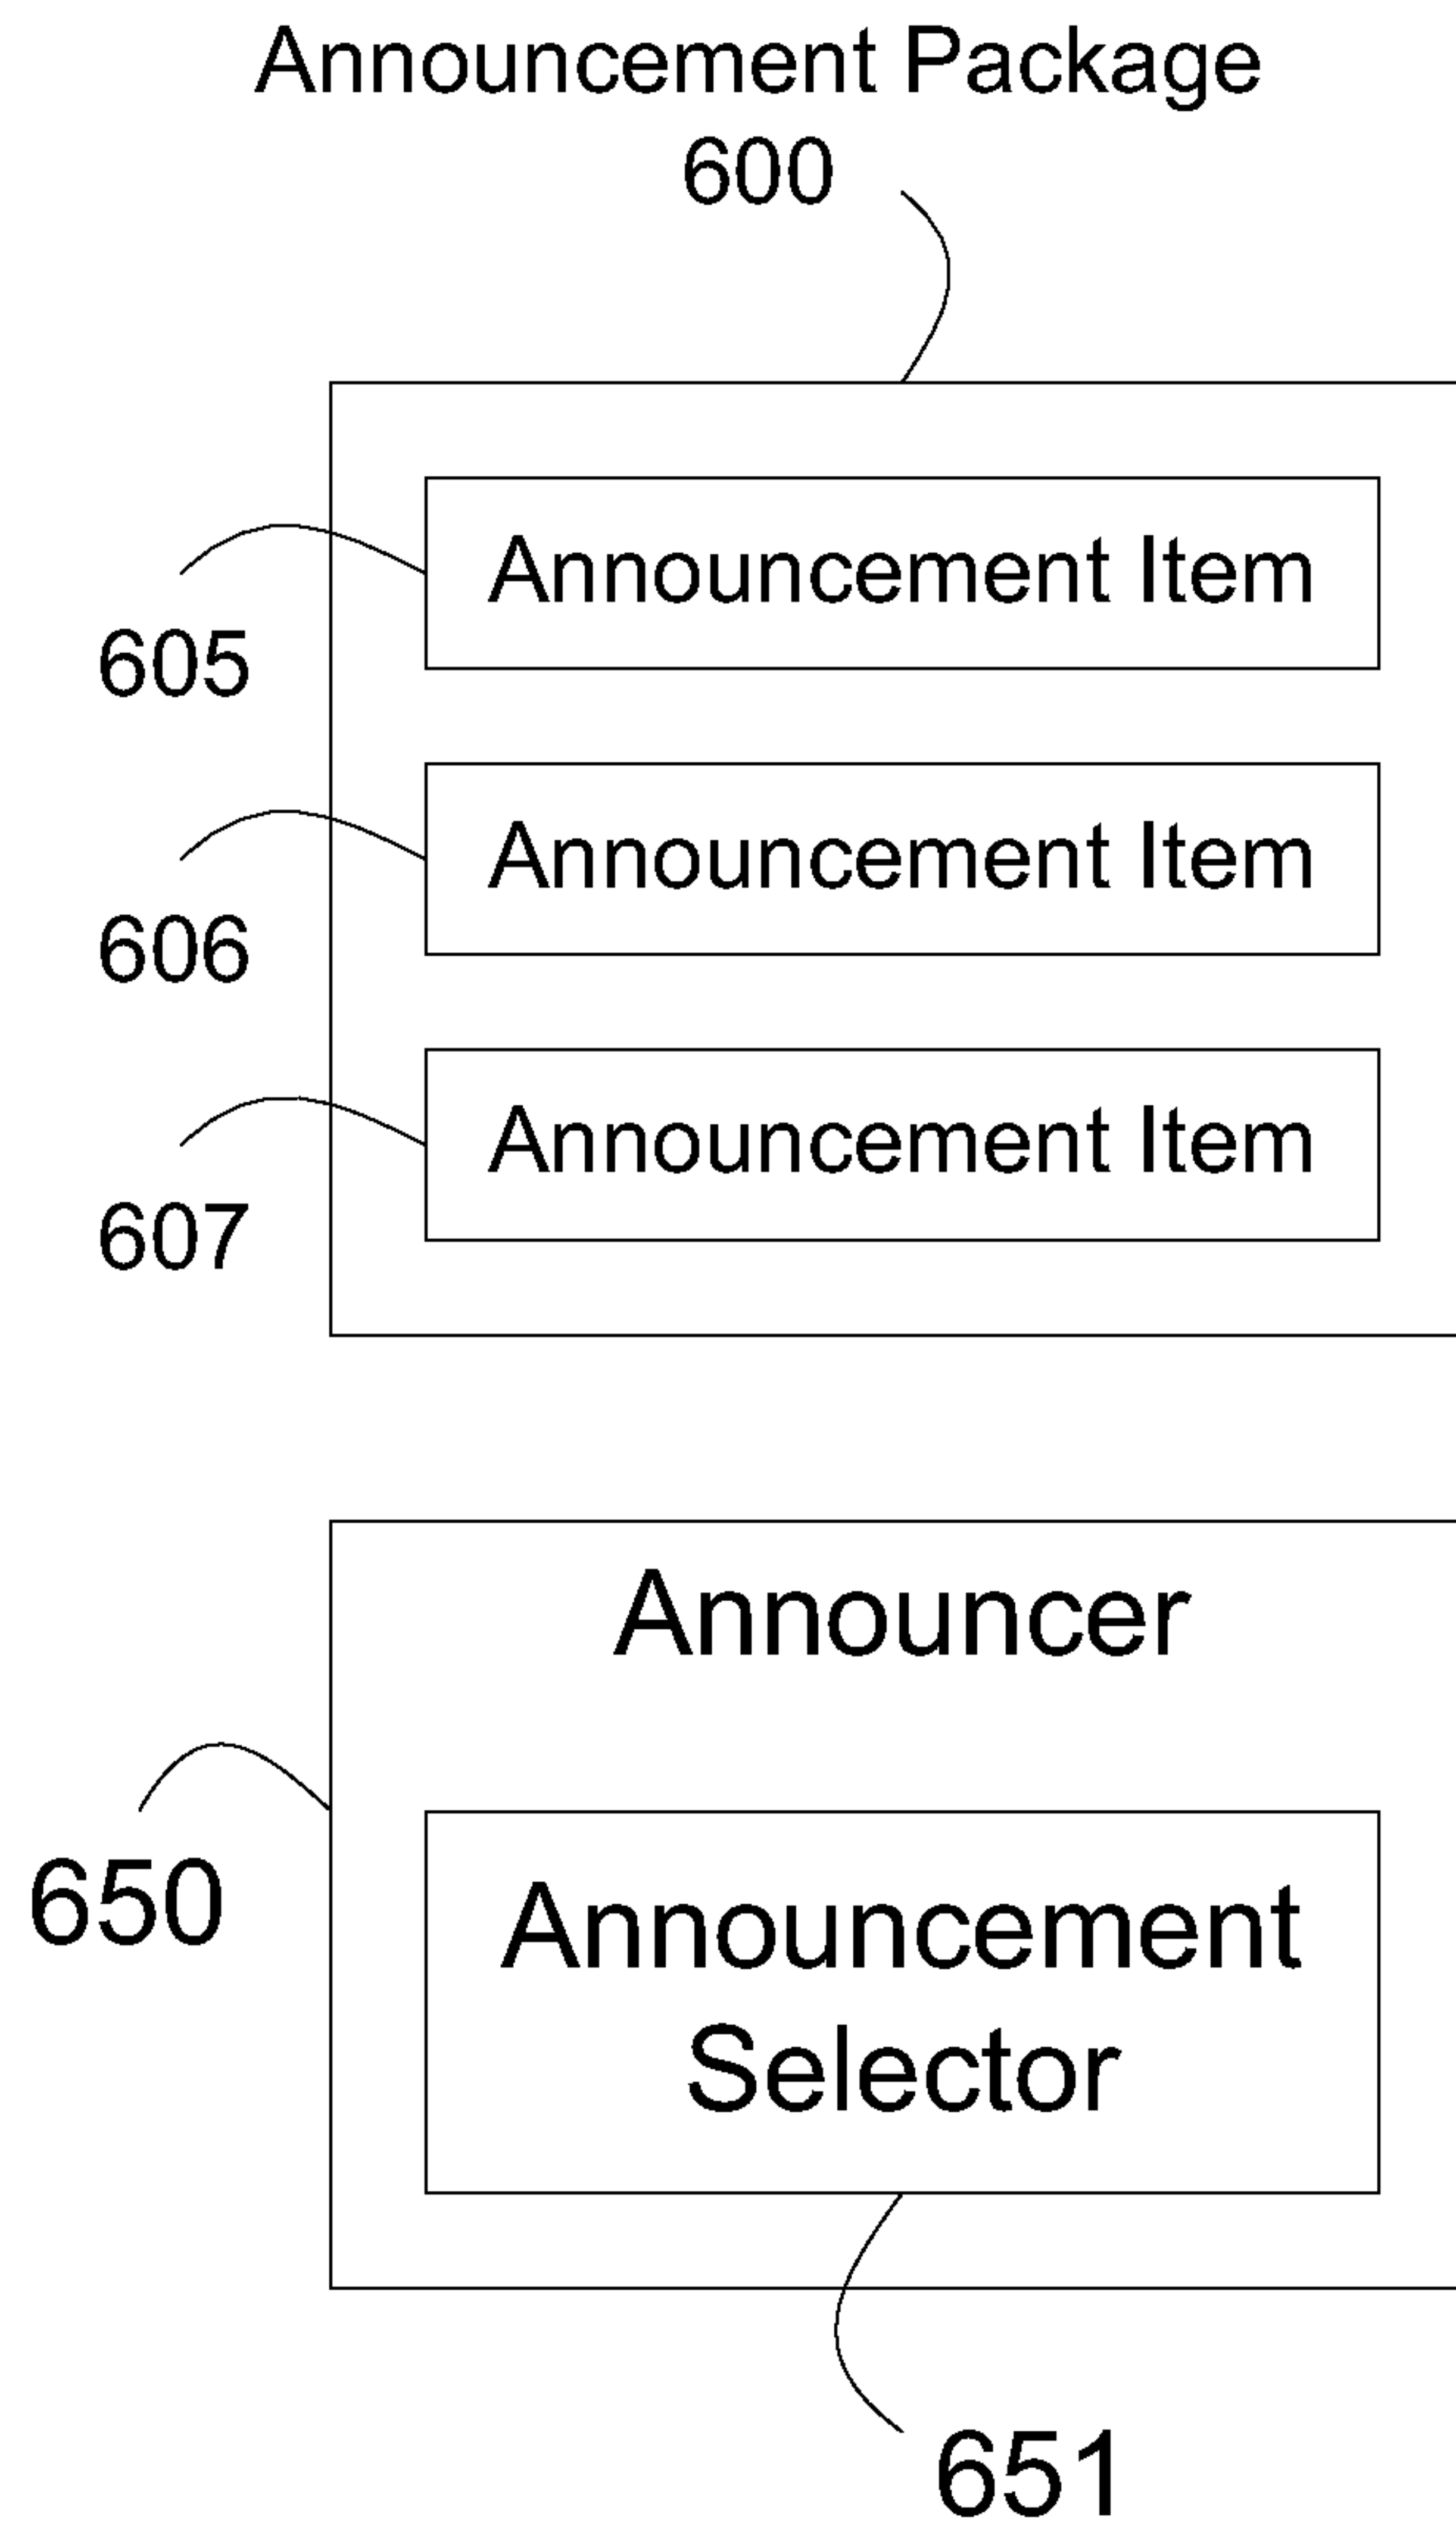 Announcement Package
600
Announcement Item
605
Announcement Item
606
Announcement Item
607
Announcer
650
Announcement
Selector
651